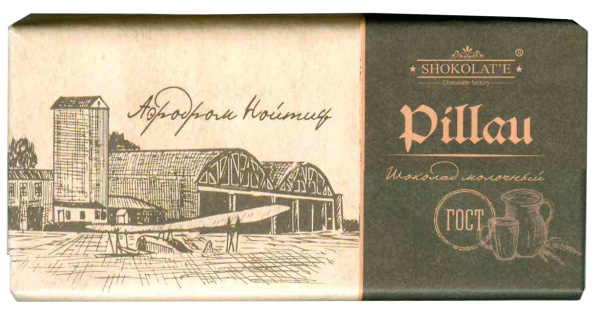 Аэродром Нойтиф
SHOKOLAT'E ®
Chocolate factory
Pillau
Шоколад молочный
ГОСТ